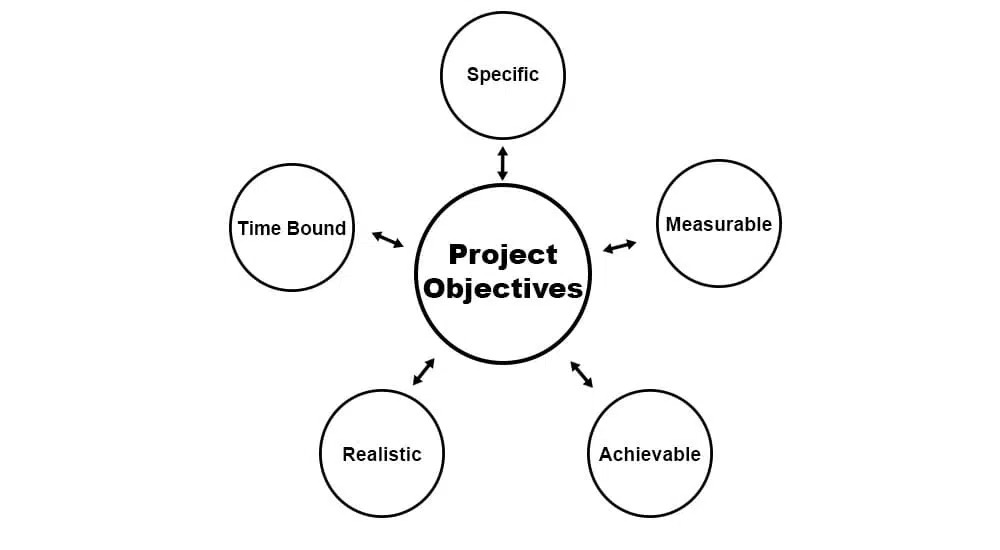 Specific
Time Bound
Measurable
Project
Objectives
Realistic
Achievable